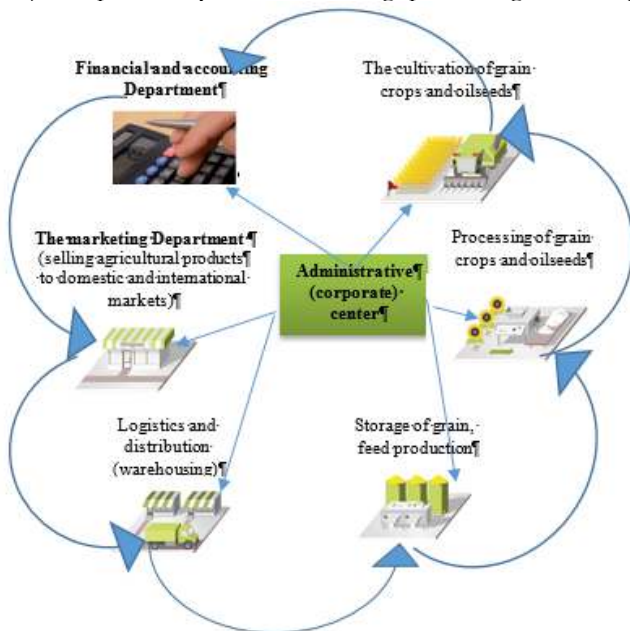 Financial and accounting
Department¶
The cultivation of grain
crops and oilseeds¶
The marketing Department¶
(selling agricultural products
to domestic and international
markets)¶
Processing of grain
crops and oilseeds¶
Administrative¶
(corporate)
center¶
Logistics and
distribution
(warehousing)¶
Storage of grain,
feed production¶